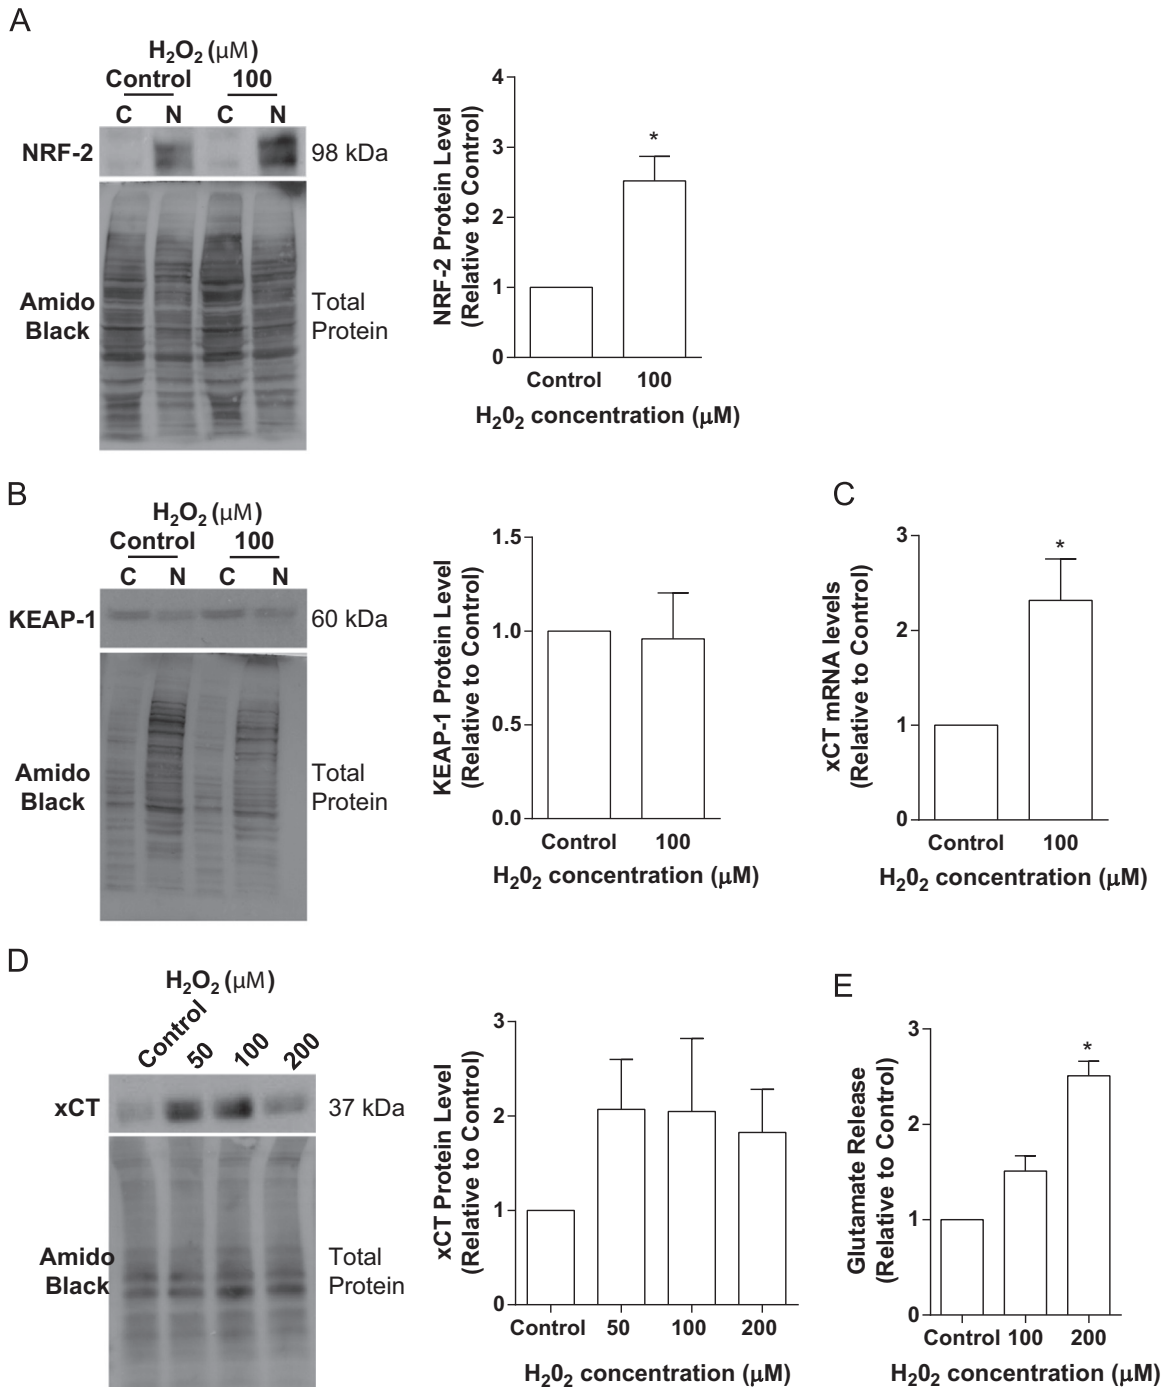 A
H₂O₂ (μM)
Control 100
C N C N
NRF-2 98 kDa
Amido Black Total Protein
NRF-2 Protein Level
(Relative to Control)
4
3
*
2
1
0
Control 100
H₂0₂ concentration (μM)
B
H₂O₂ (μM)
Control 100
C N C N
KEAP-1 60 kDa
Amido Black Total Protein
KEAP-1 Protein Level
(Relative to Control)
1.5
1.0
0.5
0.0
Control 100
H₂0₂ concentration (μM)
C
xCT mRNA levels
(Relative to Control)
3
*
2
1
0
Control 100
H₂0₂ concentration (μM)
D
H₂O₂ (μM)
Control 50 100 200
xCT 37 kDa
Amido Black Total Protein
xCT Protein Level
(Relative to Control)
3
2
1
0
Control 50 100 200
H₂0₂ concentration (μM)
E
Glutamate Release
(Relative to Control)
3
*
2
1
0
Control 100 200
H₂0₂ concentration (μM)